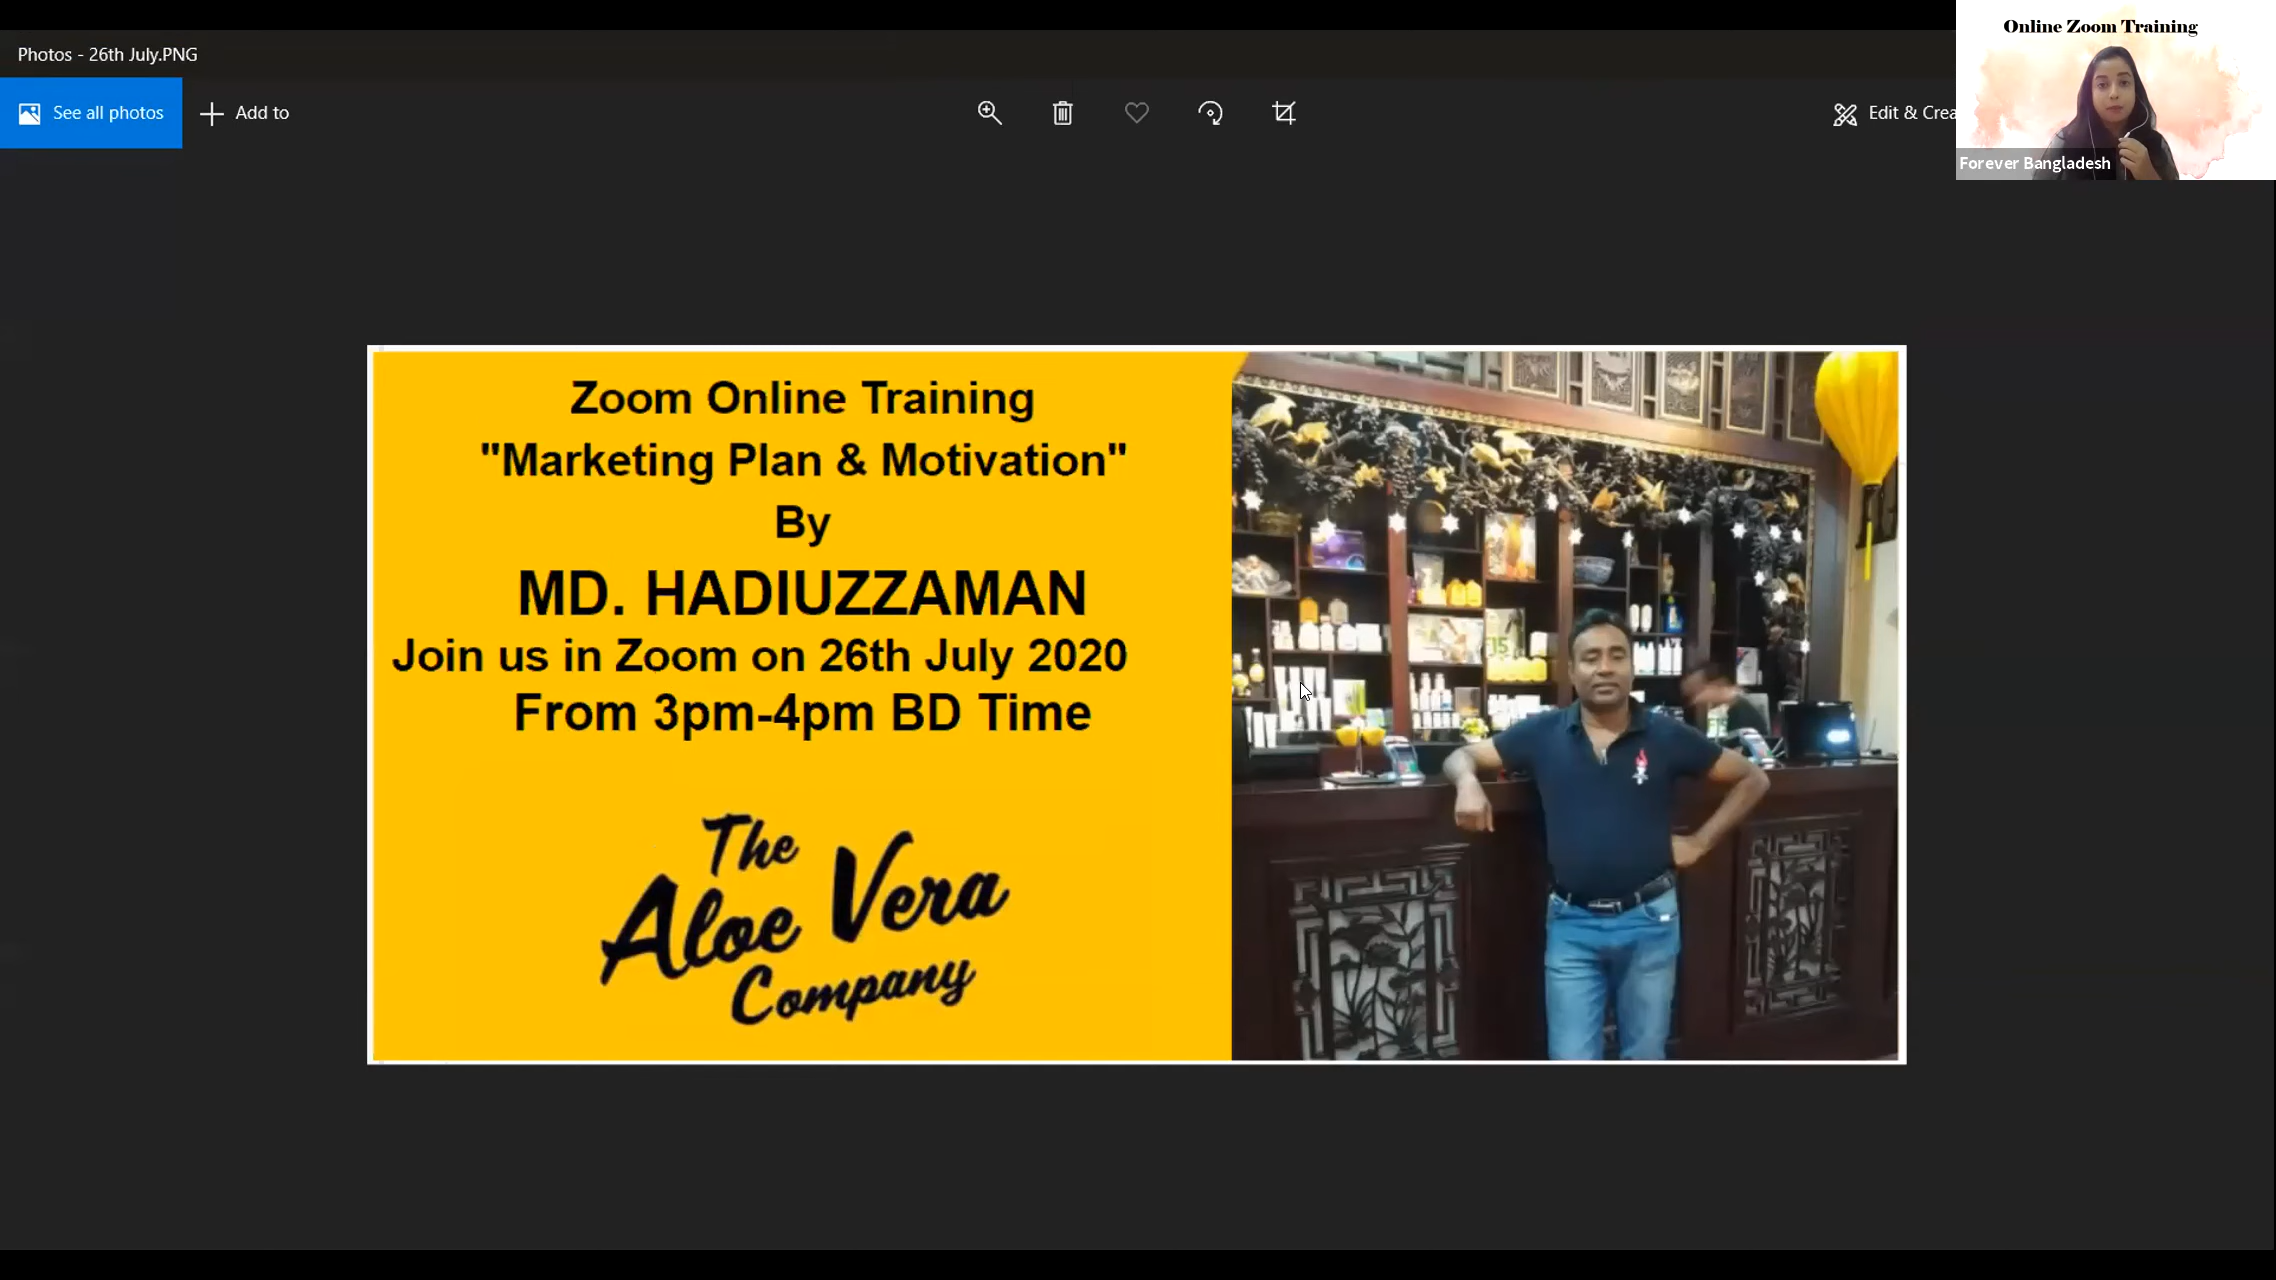 Photos - 26th July.PNG
See all photos
Add to
Edit & Crea
Online Zoom Training
Forever Bangladesh
Zoom Online Training
"Marketing Plan & Motivation"
By
MD. HADIUZZAMAN
Join us in Zoom on 26th July 2020
From 3pm-4pm BD Time
The
Aloe Vera
Company